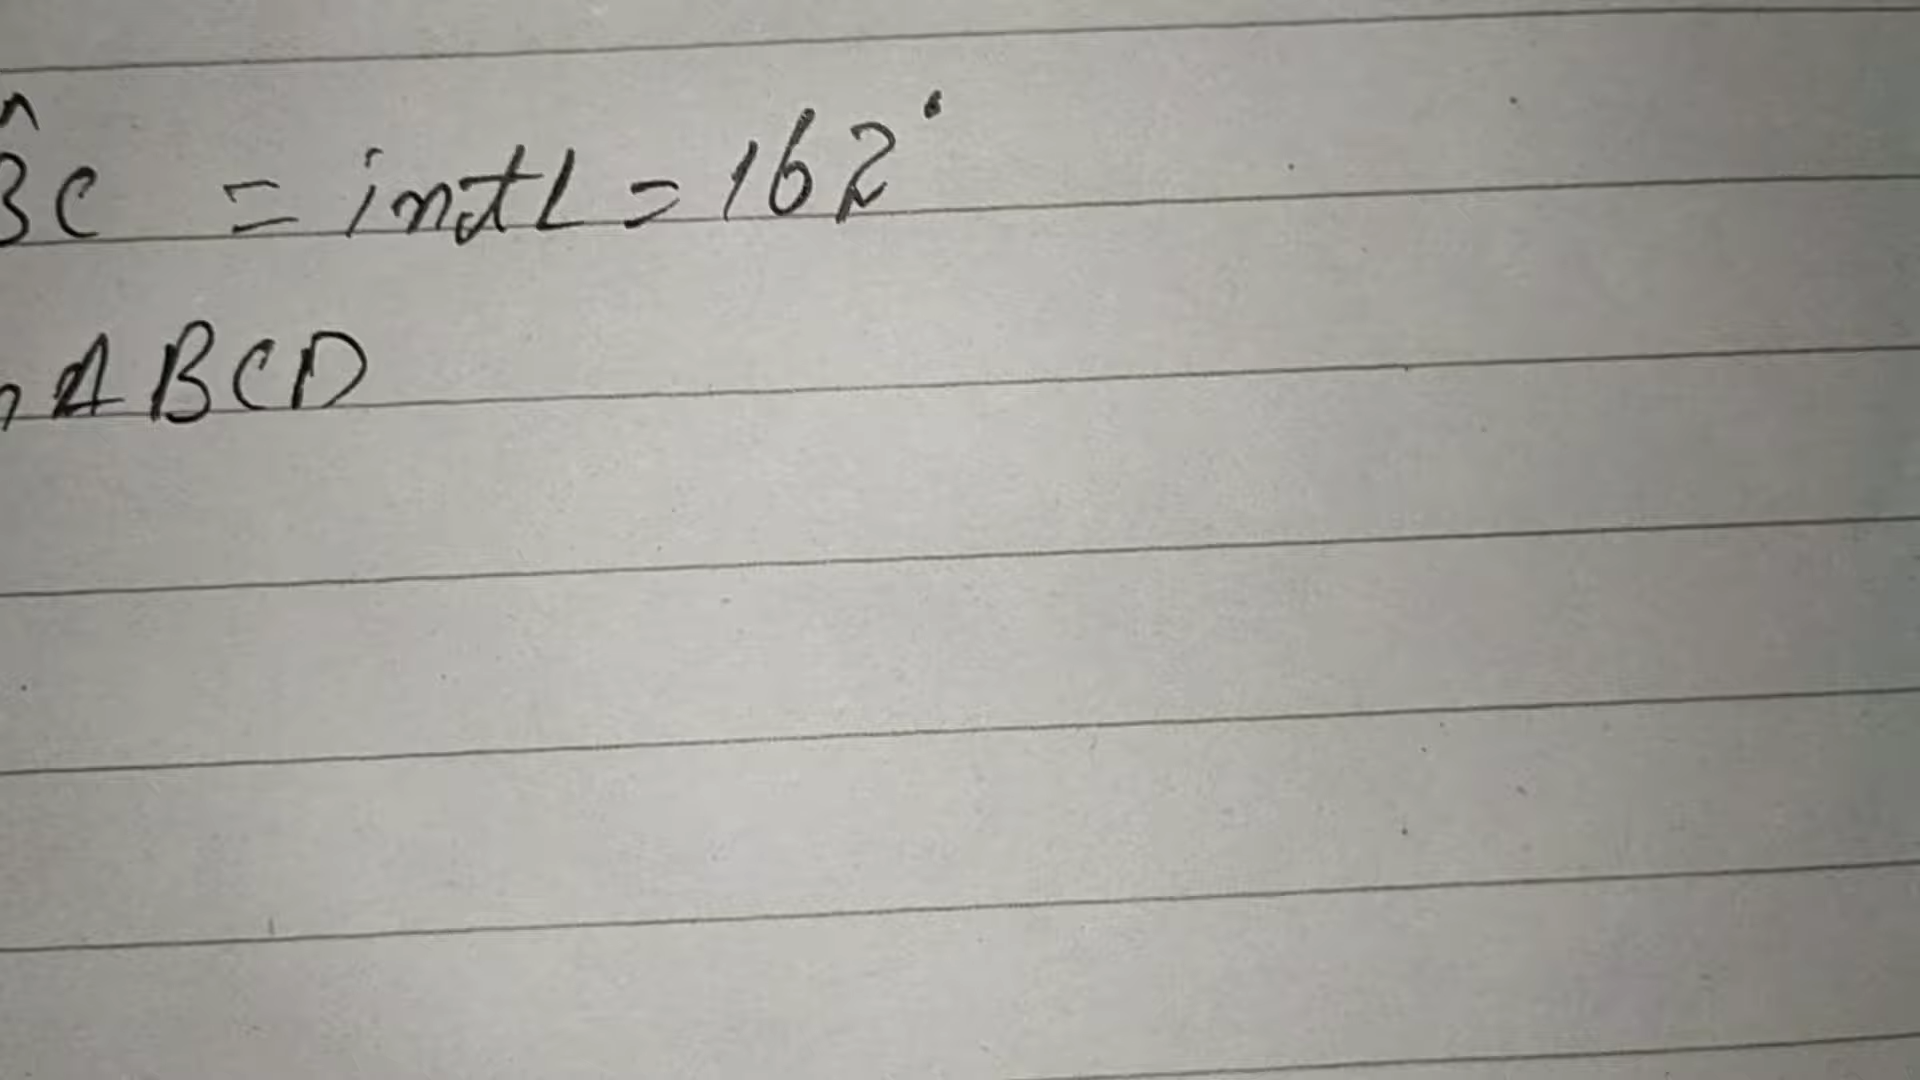 B̂C = int∠ = 162°
ABCD